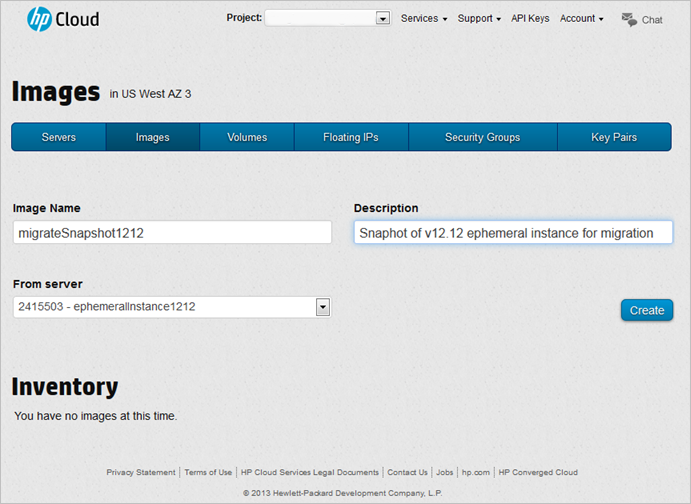 hp Cloud
Project: Services Support API Keys Account Chat
Images in US West AZ 3
Servers Images Volumes Floating IPs Security Groups Key Pairs
Image Name Description
migrateSnapshot1212 Snaphot of v12.12 ephemeral instance for migration
From server
2415503 - ephemeralInstance1212
Create
Inventory
You have no images at this time.
Privacy Statement Terms of Use HP Cloud Services Legal Documents Contact Us Jobs hp.com HP Converged Cloud
© 2013 Hewlett-Packard Development Company, L.P.